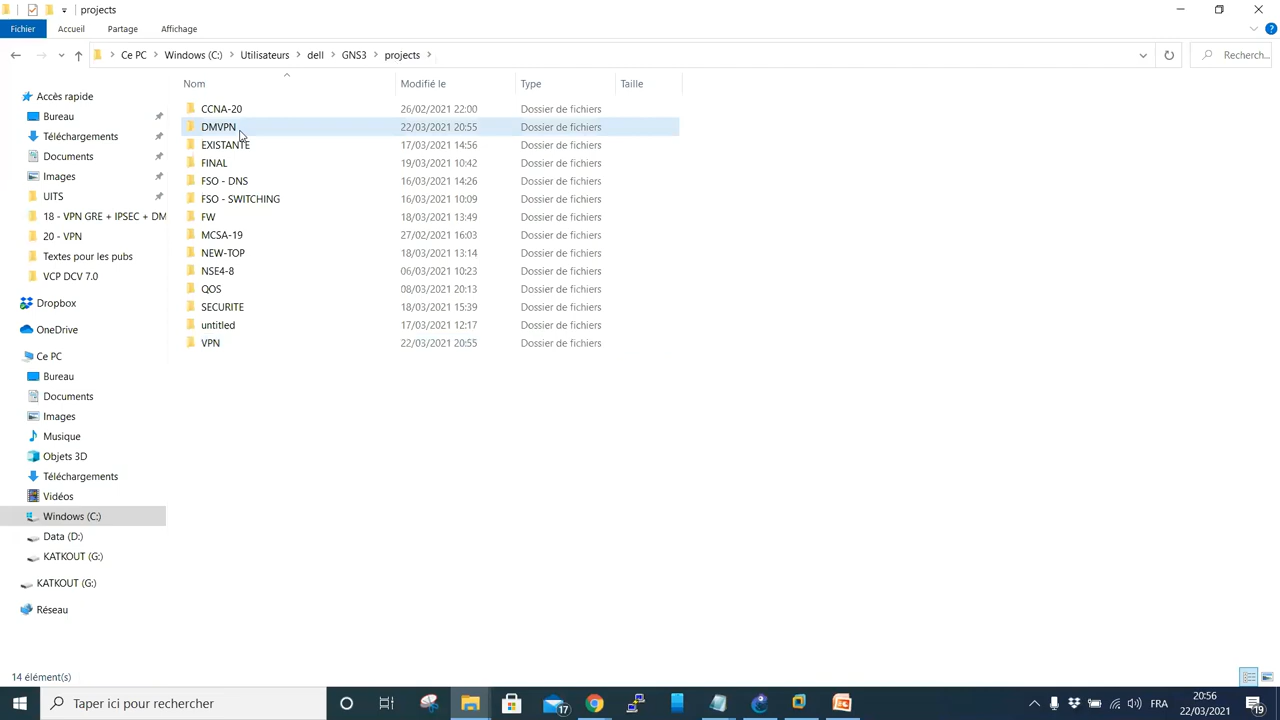 projects
Fichier Accueil Partage Affichage
Ce PC Windows (C:) Utilisateurs dell GNS3 projects Recherch...
Nom Modifié le Type Taille
Accès rapide
Bureau
Téléchargements
Documents
Images
UITS
18 - VPN GRE + IPSEC + DM
20 - VPN
Textes pour les pubs
VCP DCV 7.0
Dropbox
OneDrive
Ce PC
Bureau
Documents
Images
Musique
Objets 3D
Téléchargements
Vidéos
Windows (C:)
Data (D:)
KATKOUT (G:)
KATKOUT (G:)
Réseau
CCNA-20 26/02/2021 22:00 Dossier de fichiers
DMVPN 22/03/2021 20:55 Dossier de fichiers
EXISTANTE 17/03/2021 14:56 Dossier de fichiers
FINAL 19/03/2021 10:42 Dossier de fichiers
FSO - DNS 16/03/2021 14:26 Dossier de fichiers
FSO - SWITCHING 16/03/2021 10:09 Dossier de fichiers
FW 18/03/2021 13:49 Dossier de fichiers
MCSA-19 27/02/2021 16:03 Dossier de fichiers
NEW-TOP 18/03/2021 13:14 Dossier de fichiers
NSE4-8 06/03/2021 10:23 Dossier de fichiers
QOS 08/03/2021 20:13 Dossier de fichiers
SECURITE 18/03/2021 15:39 Dossier de fichiers
untitled 17/03/2021 12:17 Dossier de fichiers
VPN 22/03/2021 20:55 Dossier de fichiers
14 élément(s)
Taper ici pour rechercher
17
FRA
20:56
22/03/2021
19